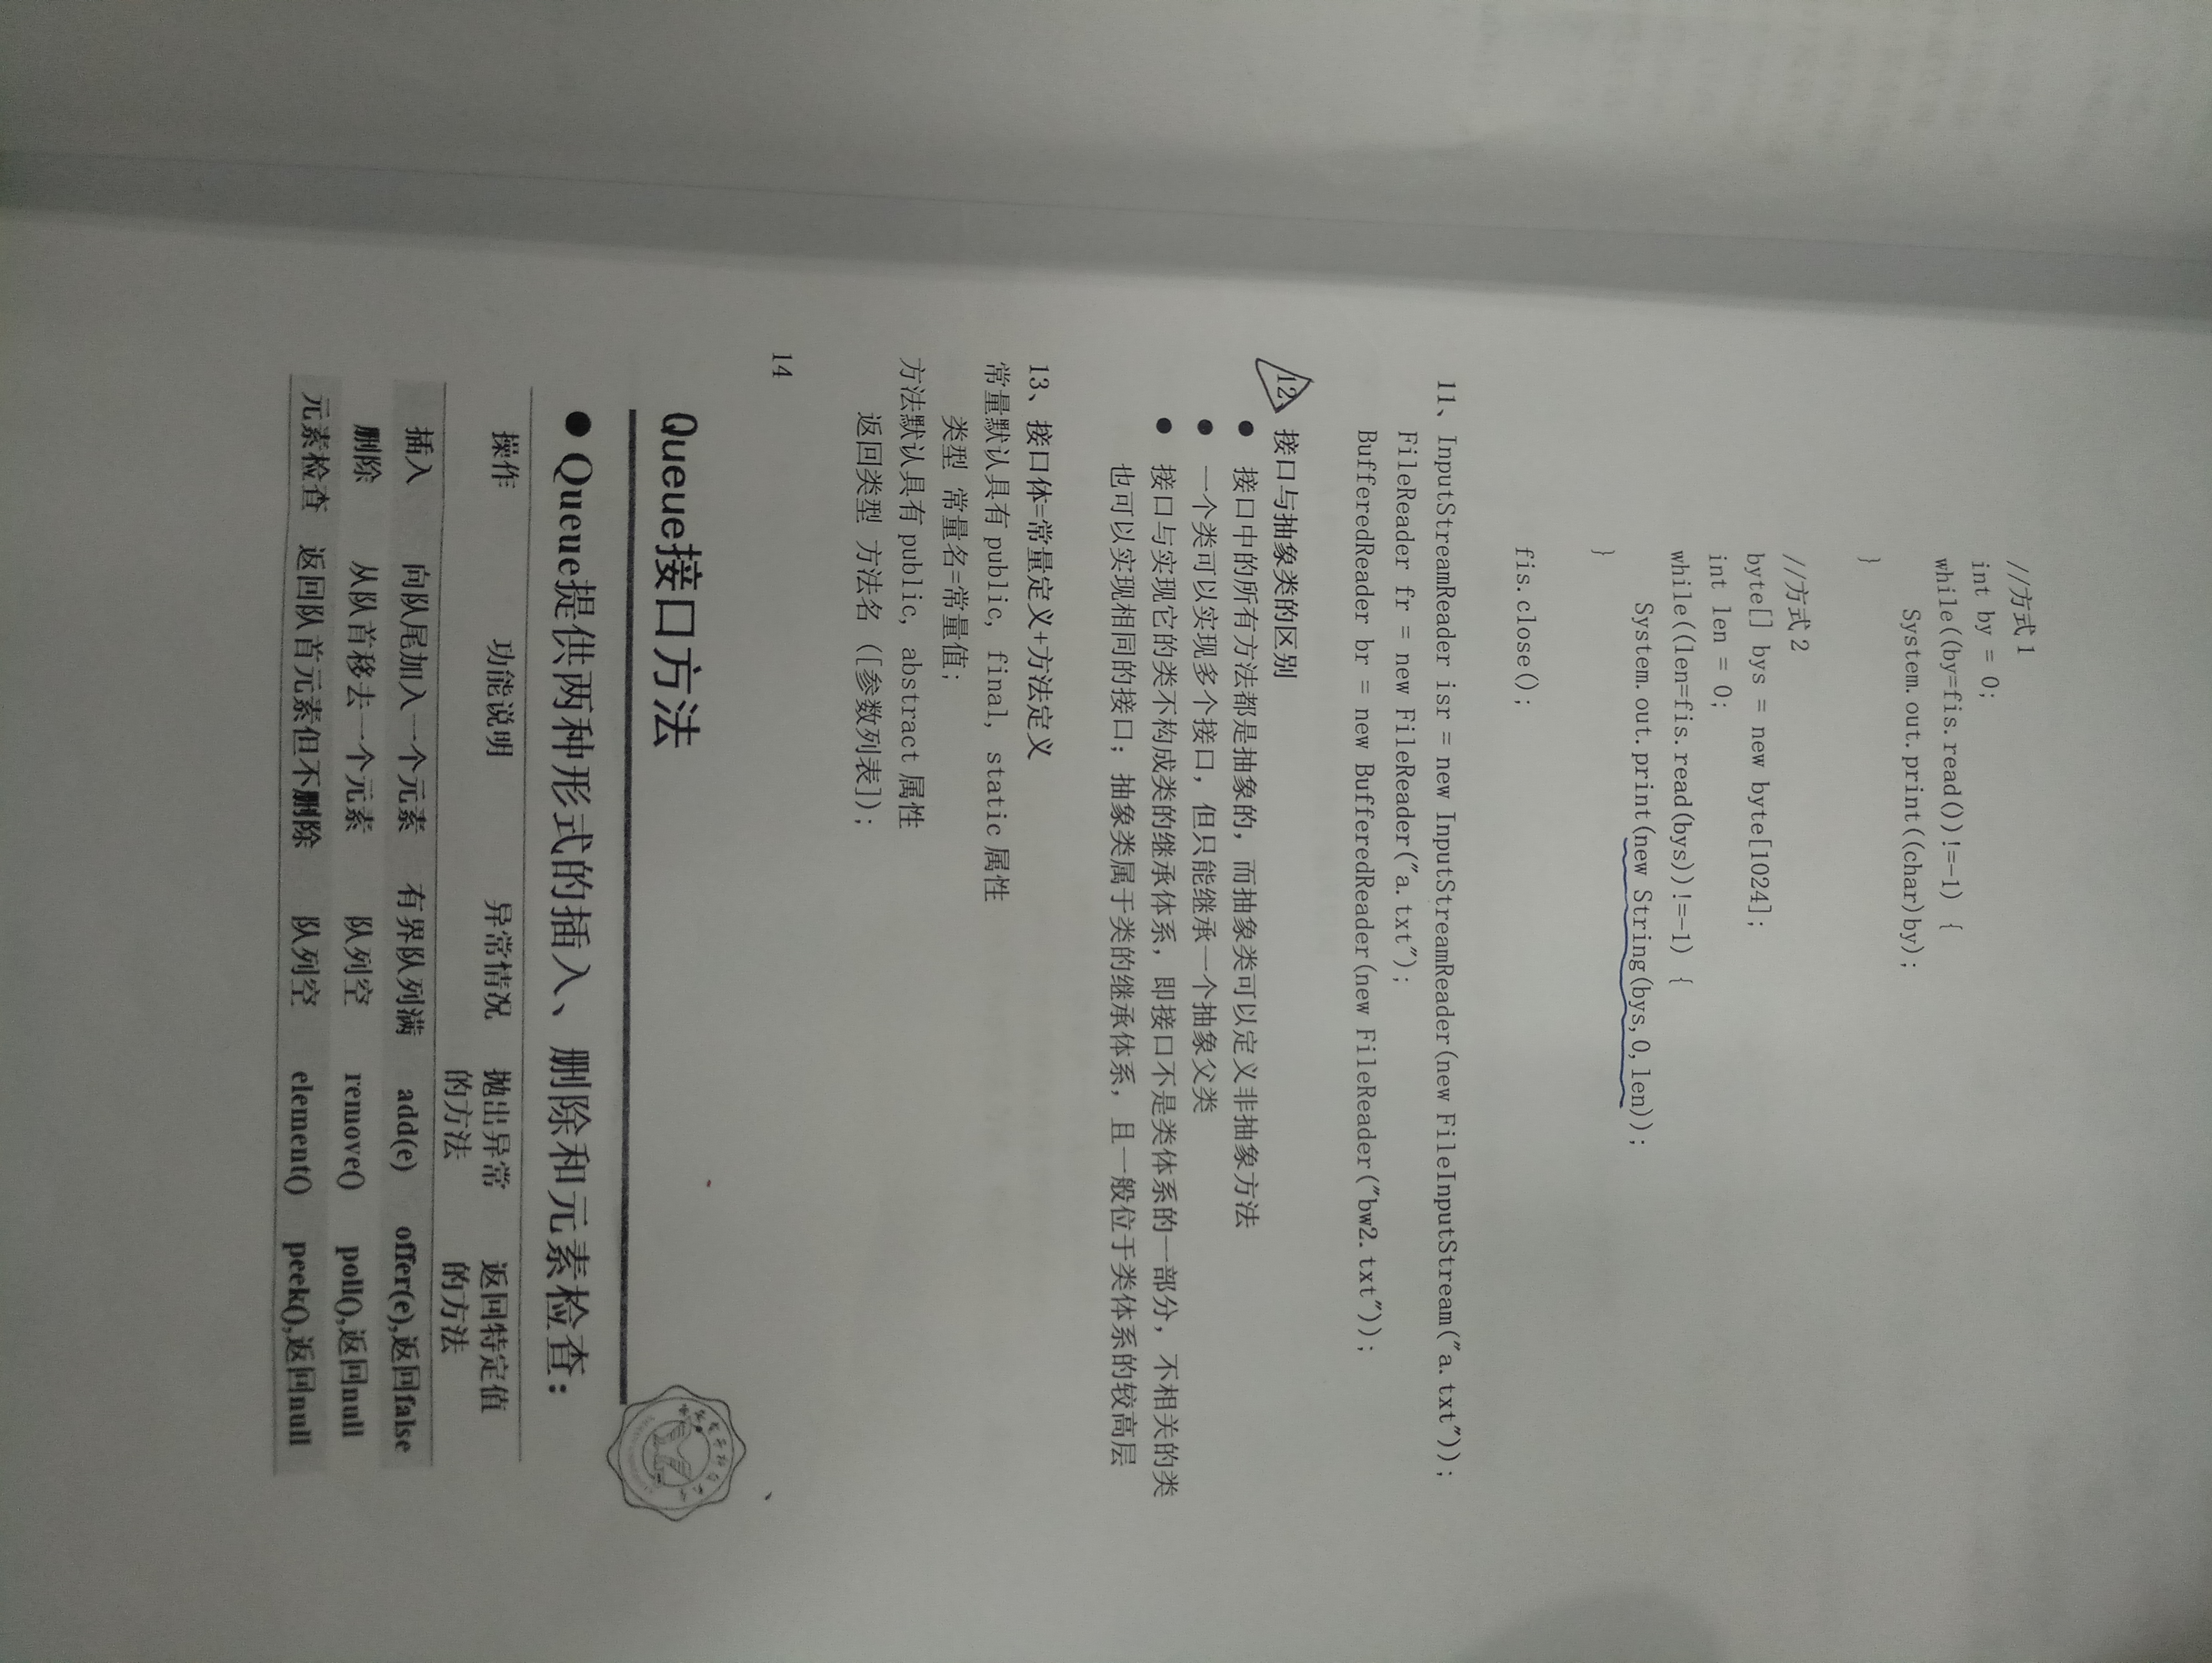 //方式 1
int by = 0;
while((by=fis.read())!=-1) {
System.out.print((char)by);
}
//方式 2
byte[] bys = new byte[1024];
int len = 0;
while((len=fis.read(bys))!=-1) {
System.out.print(new String(bys,0,len));
}
fis.close();
11、InputStreamReader isr = new InputStreamReader(new FileInputStream("a.txt"));
FileReader fr = new FileReader("a.txt");
BufferedReader br = new BufferedReader(new FileReader("bw2.txt"));
12、接口与抽象类的区别
● 接口中的所有方法都是抽象的，而抽象类可以定义非抽象方法
● 一个类可以实现多个接口，但只能继承一个抽象父类
● 接口与实现它的类不构成类的继承体系，即接口不是类体系的一部分，不相关的类
也可以实现相同的接口；抽象类属于类的继承体系，且一般位于类体系的较高层
13、接口体=常量定义+方法定义
常量默认具有 public, final, static 属性
类型 常量名=常量值;
方法默认具有 public, abstract 属性
返回类型 方法名 ([参数列表]);
14
Queue接口方法
● Queue提供两种形式的插入、删除和元素检查：
操作 功能说明 异常情况 抛出异常的方法 返回特定值的方法
插入 向队尾加入一个元素 有界队列满 add(e) offer(e),返回false
删除 从队首移去一个元素 队列空 remove() poll(),返回null
元素检查 返回队首元素但不删除 队列空 element() peek(),返回null